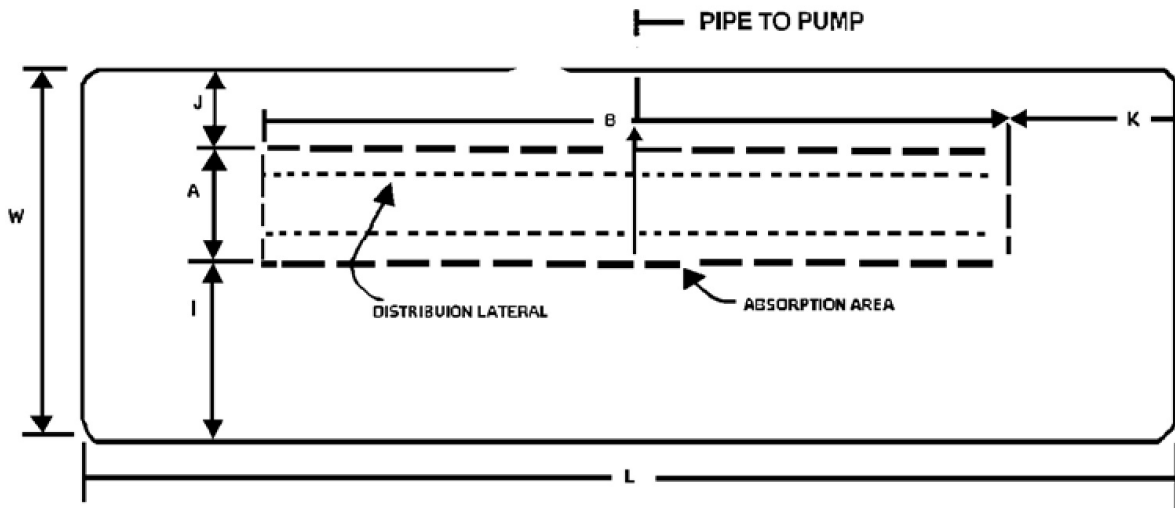 PIPE TO PUMP
J
B
K
A
W
I
DISTRIBUION LATERAL
ABSORPTION AREA
L